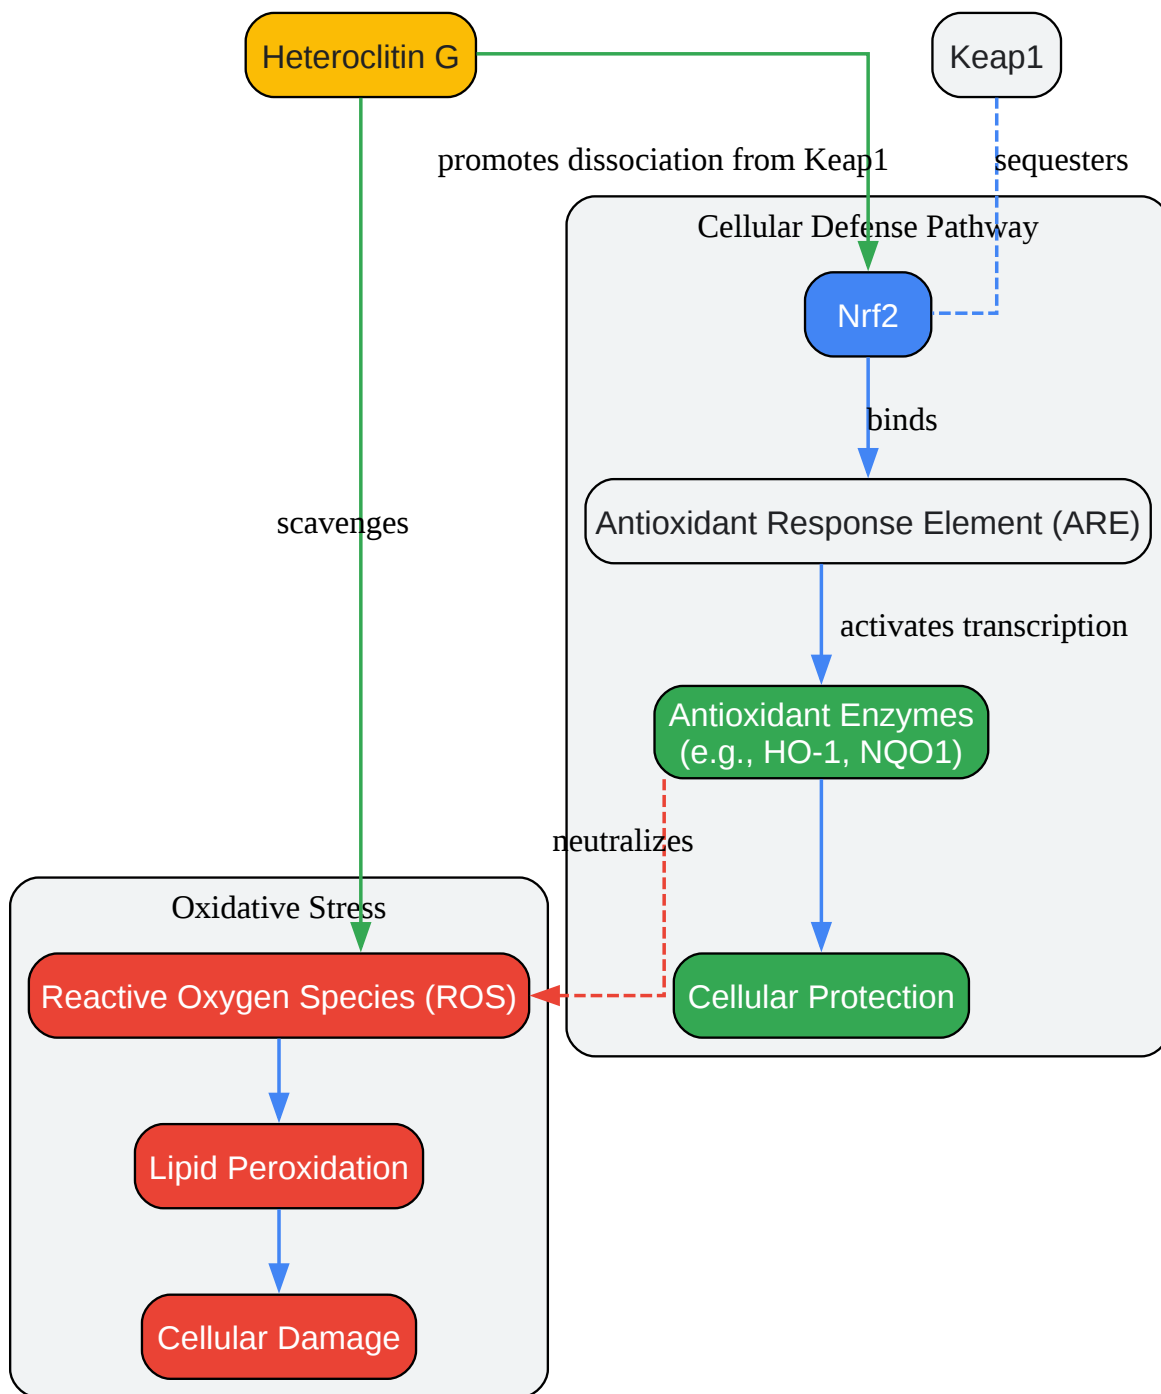 Heteroclitin G
Keap1
promotes dissociation from Keap1
sequesters
Cellular Defense Pathway
Nrf2
binds
scavenges
Antioxidant Response Element (ARE)
activates transcription
Antioxidant Enzymes
(e.g., HO-1, NQO1)
neutralizes
Oxidative Stress
Reactive Oxygen Species (ROS)
Cellular Protection
Lipid Peroxidation
Cellular Damage